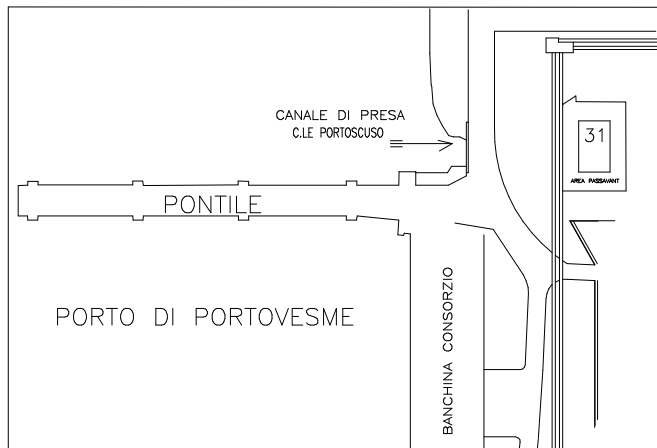 CANALE DI PRESA
C.LE PORTOSCUSO
31
AREA PASSAVANT
PONTILE
PORTO DI PORTOVESME
BANCHINA CONSORZIO